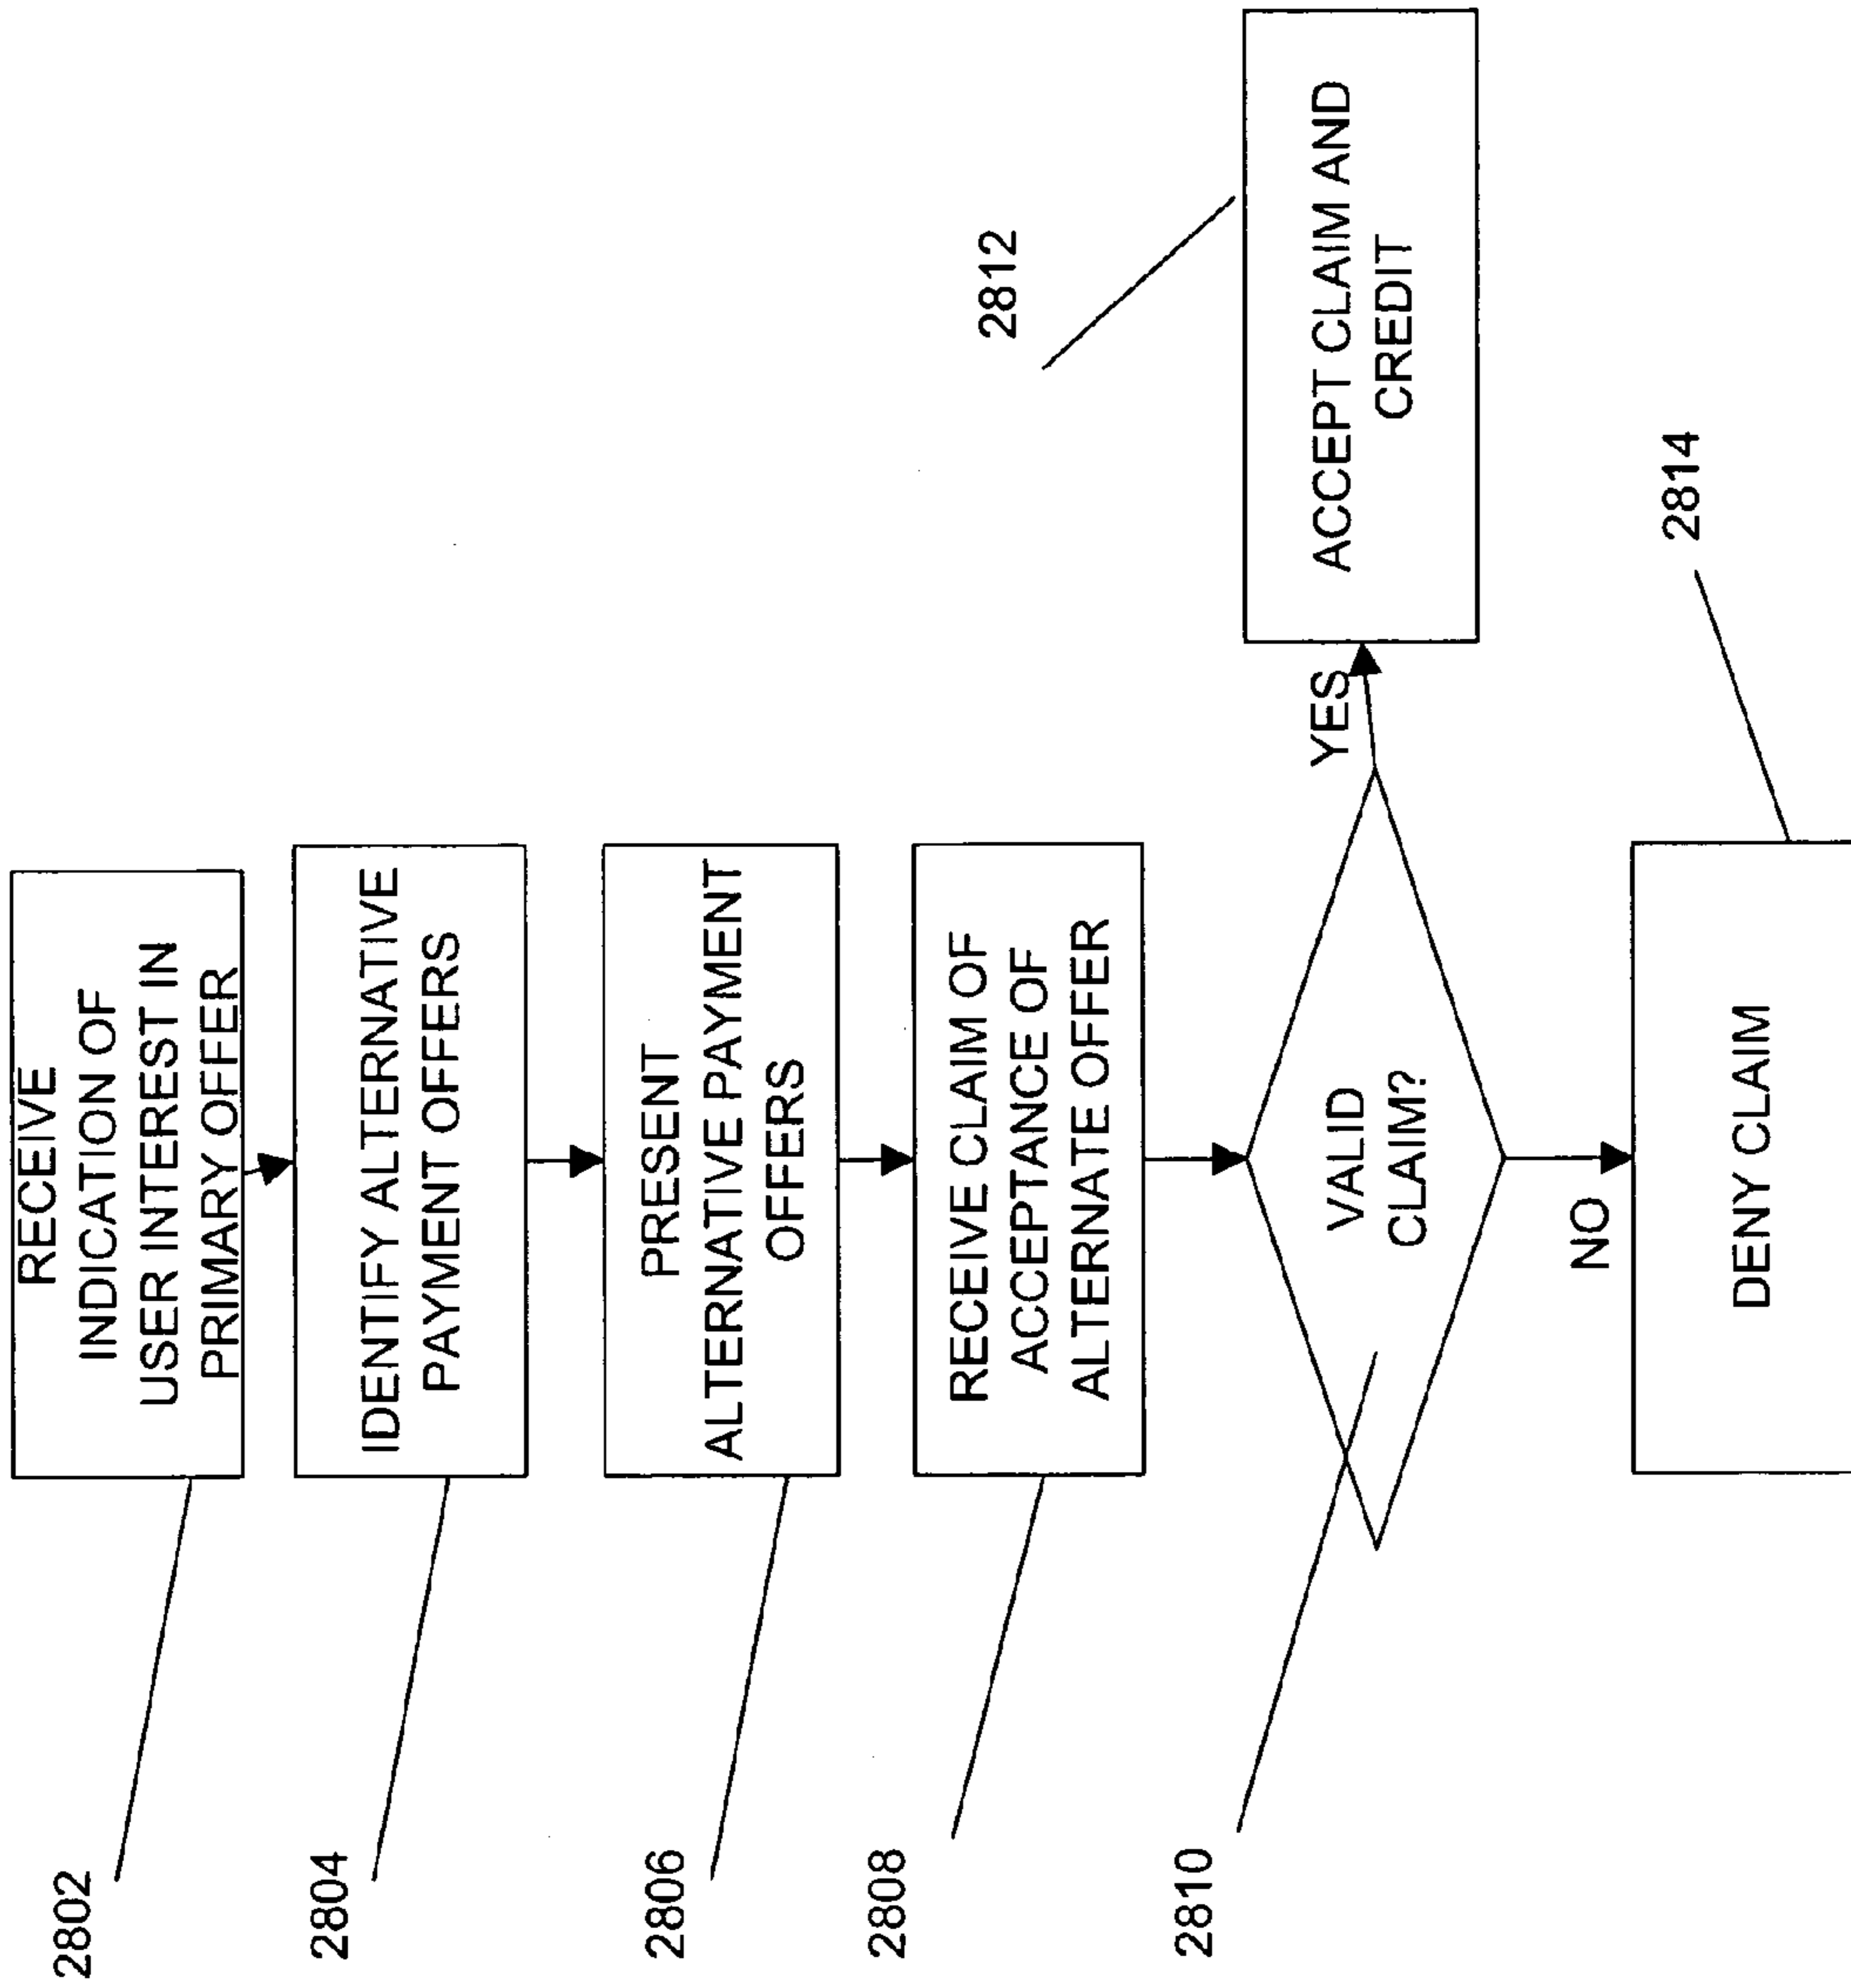 2802
RECEIVE
INDICATION OF
USER INTEREST IN
PRIMARY OFFER
2804
IDENTIFY ALTERNATIVE
PAYMENT OFFERS
2806
PRESENT
ALTERNATIVE PAYMENT
OFFERS
2808
RECEIVE CLAIM OF
ACCEPTANCE OF
ALTERNATE OFFER
2810
VALID
CLAIM?
YES
2812
ACCEPT CLAIM AND
CREDIT
NO
2814
DENY CLAIM